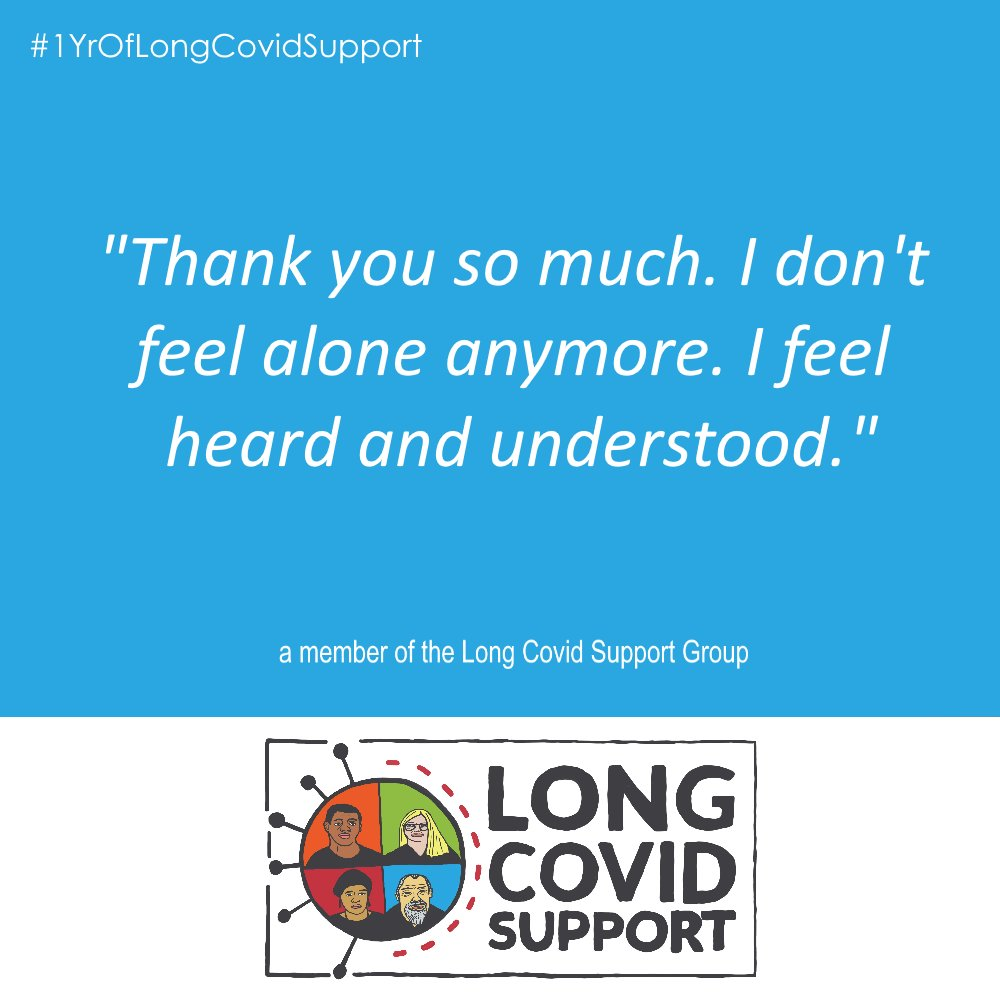 #1YrOfLongCovidSupport
"Thank you so much. I don't
feel alone anymore. I feel
heard and understood."
a member of the Long Covid Support Group
LONG
COVID
SUPPORT